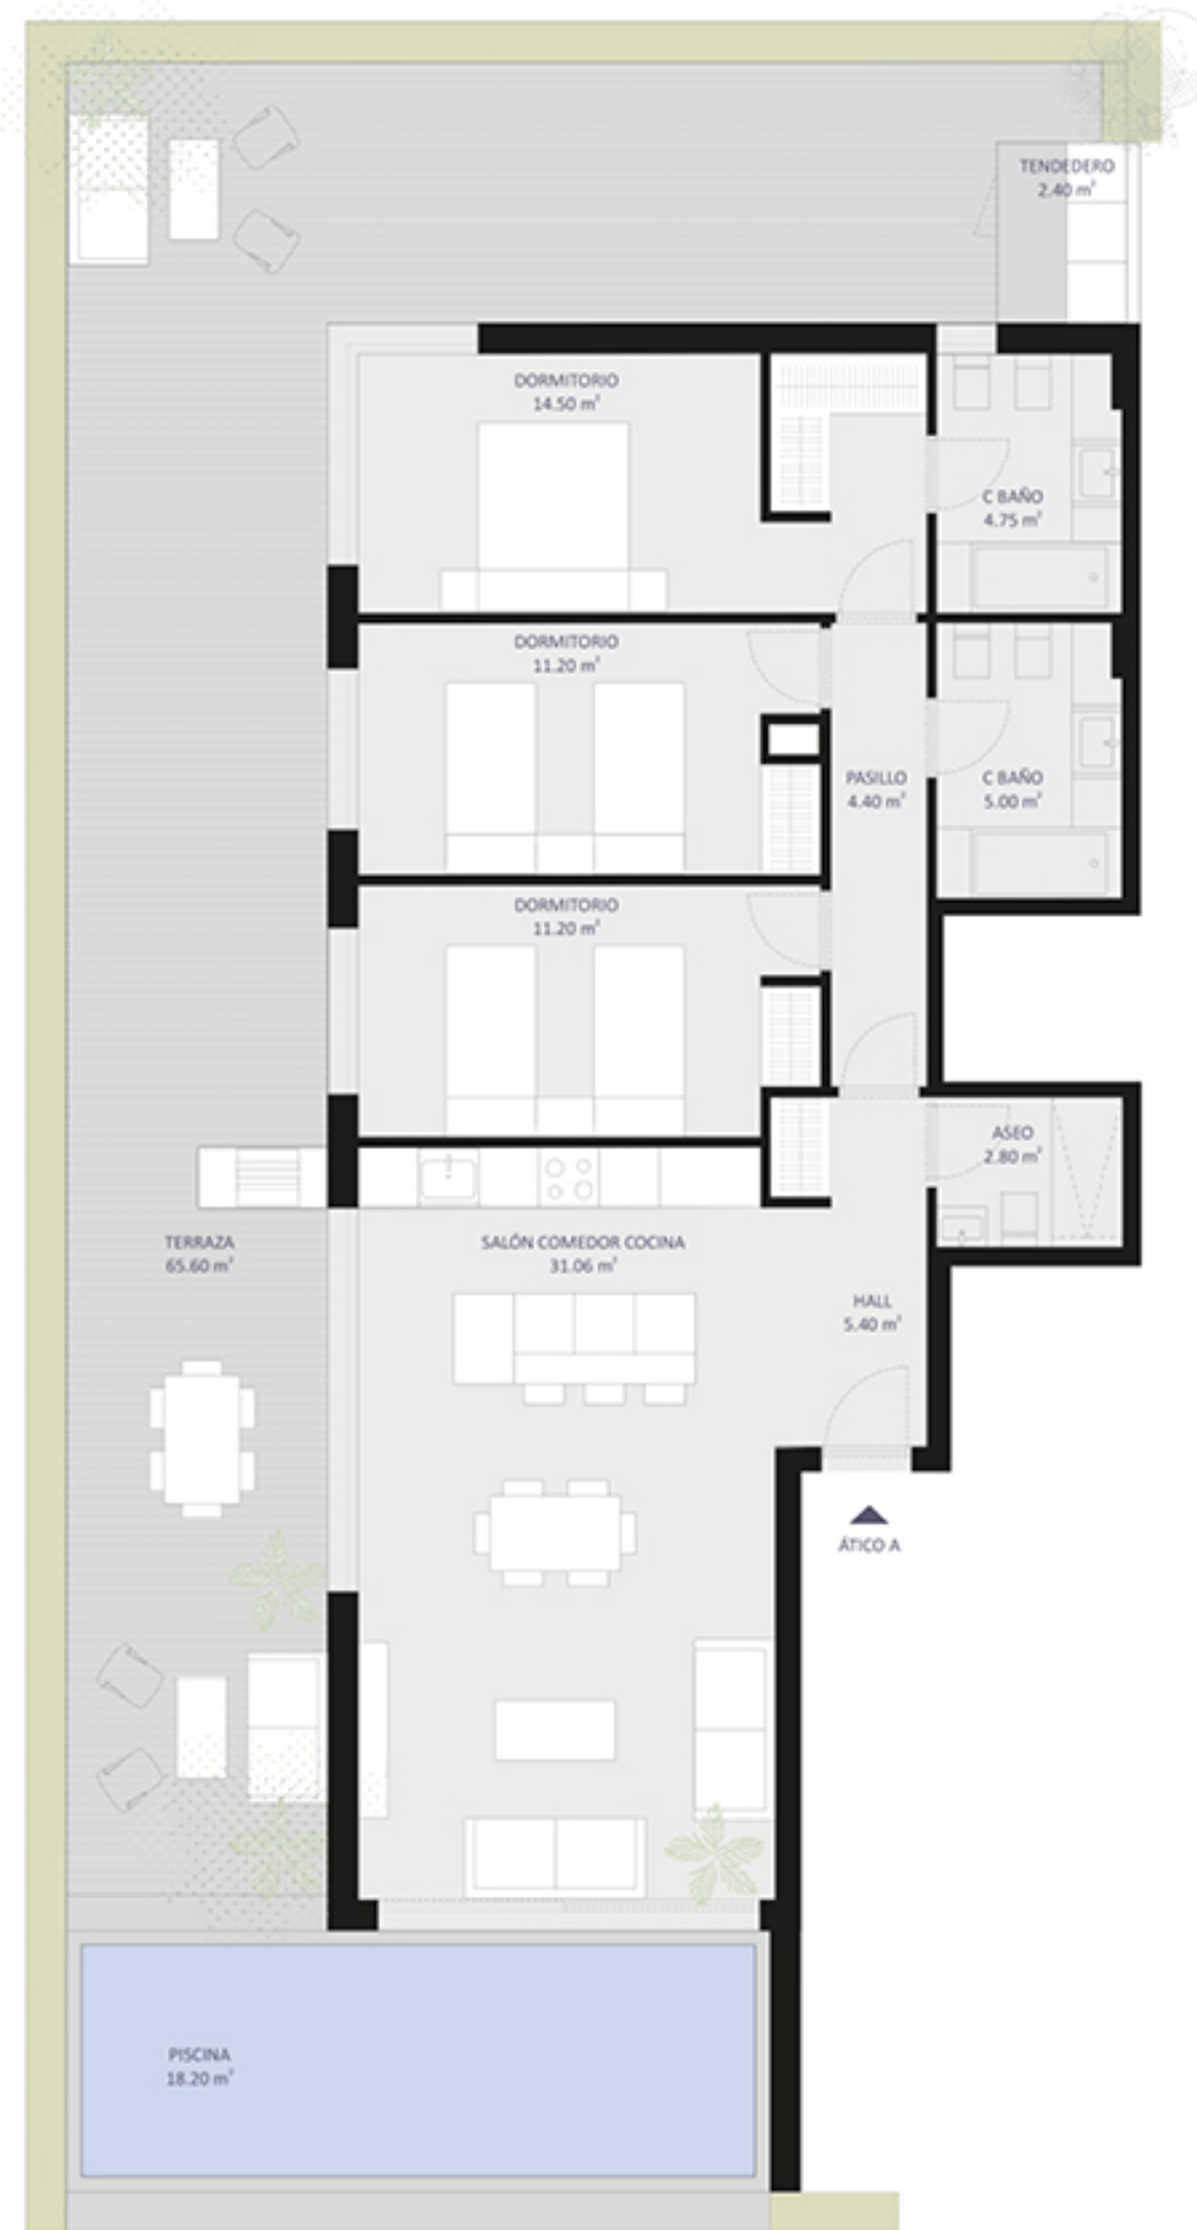 TENDEDERO
2.40 m²
DORMITORIO
14.50 m²
C BAÑO
4.75 m²
DORMITORIO
11.20 m²
PASILLO
4.40 m²
C BAÑO
5.00 m²
DORMITORIO
11.20 m²
ASEO
2.80 m²
TERRAZA
65.60 m²
SALÓN COMEDOR COCINA
31.06 m²
HALL
5.40 m²
ÁTICO A
PISCINA
18.20 m²